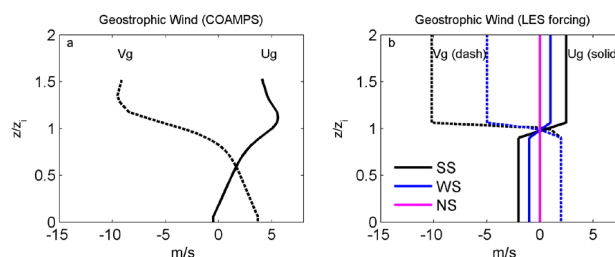 Geostrophic Wind (COAMPS)
a
Vg
Ug
z/zi
2
1.5
1
0.5
0
-15
-10
-5
0
5
m/s
Geostrophic Wind (LES forcing)
b
Vg (dash)
Ug (solid)
z/zi
2
1.5
1
0.5
0
SS
WS
NS
-15
-10
-5
0
5
m/s